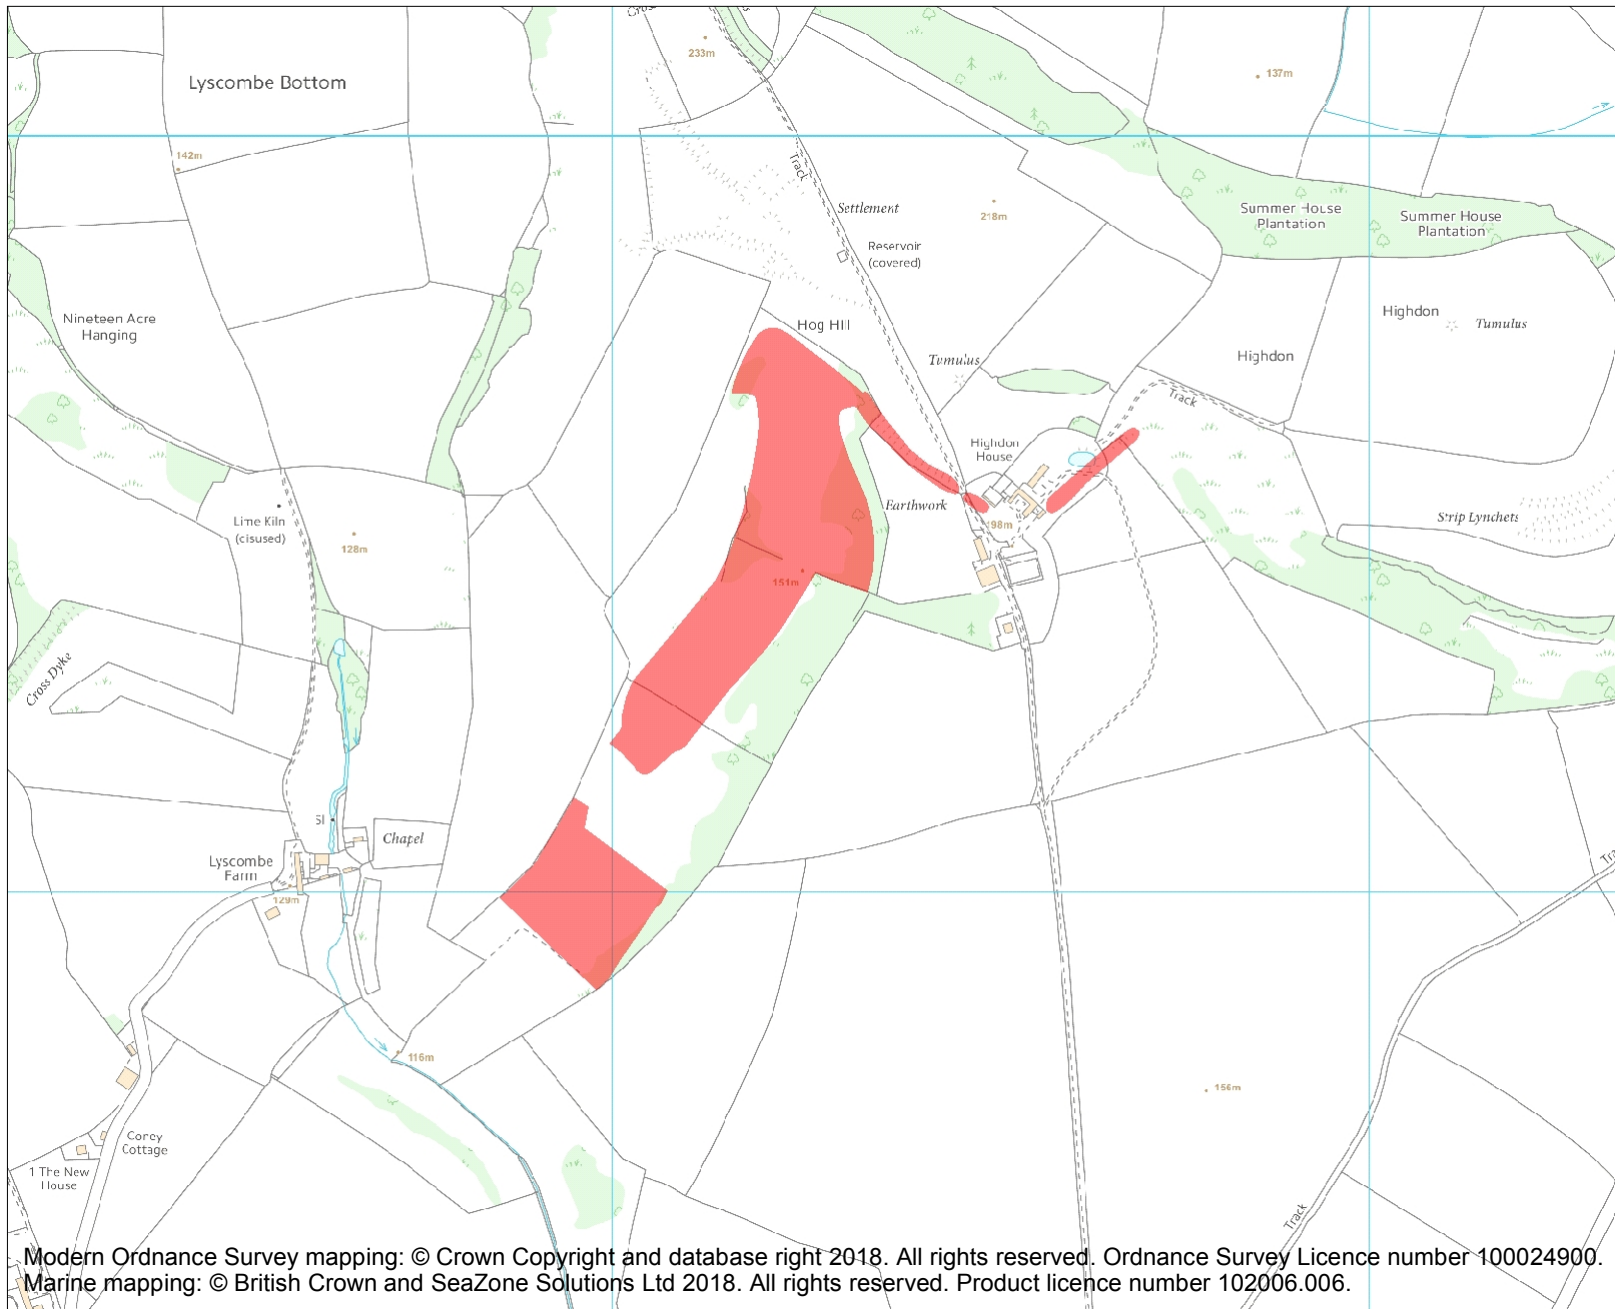 233m
137m
Lyscombe Bottom
142m
Track
Settlement
218m
Summer House
Plantation
Summer House
Plantation
Reservoir
(covered)
Nineteen Acre
Hanging
Hog Hill
Highdon
Tumulus
Tumulus
Highdon
Track
Highdon
House
Earthwork
198m
Strip Lynchets
Lime Kiln
(cisused)
128m
151m
Cross Dyke
SI
Chapel
Lyscombe
Farm
129m
116m
156m
Corey
Cottage
1 The New
House
Track
Modern Ordnance Survey mapping: © Crown Copyright and database right 2018. All rights reserved. Ordnance Survey Licence number 100024900.
Marine mapping: © British Crown and SeaZone Solutions Ltd 2018. All rights reserved. Product licence number 102006.006.